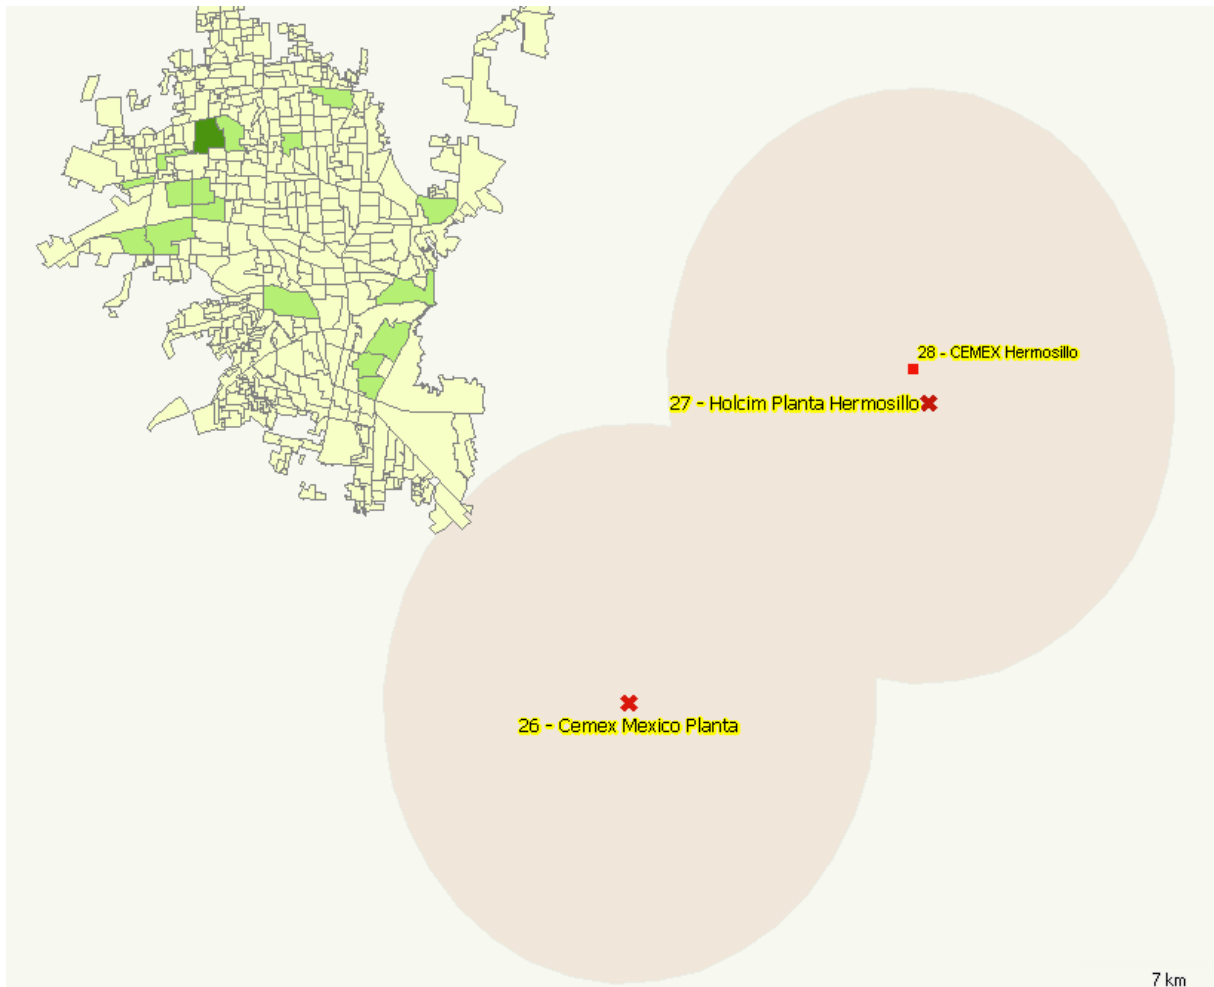 28 - CEMEX Hermosillo
27 - Holcim Planta Hermosillo
26 - Cemex Mexico Planta
7 km